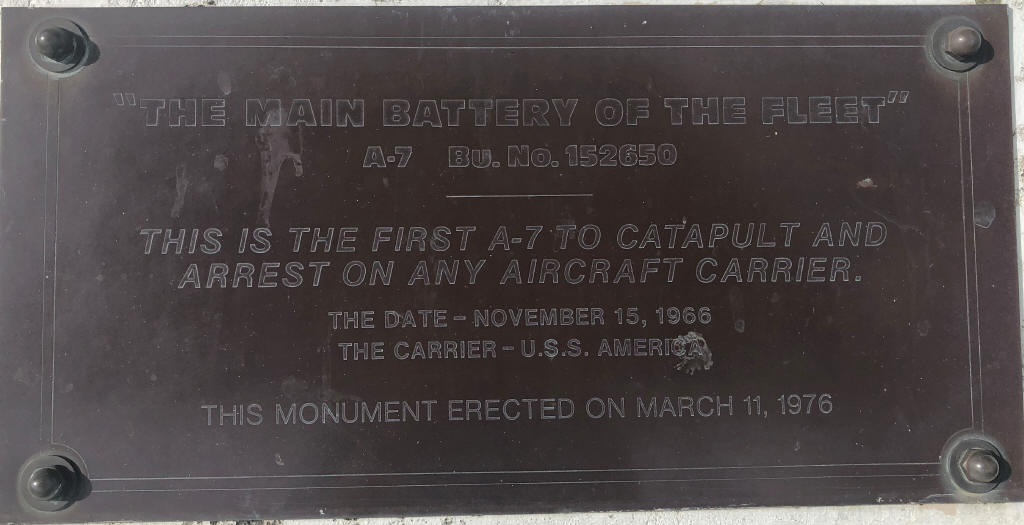 "THE MAIN BATTERY OF THE FLEET"
A-7 BU. NO. 152650
THIS IS THE FIRST A-7 TO CATAPULT AND
ARREST ON ANY AIRCRAFT CARRIER.
THE DATE – NOVEMBER 15, 1966
THE CARRIER – U.S.S. AMERICA
THIS MONUMENT ERECTED ON MARCH 11, 1976